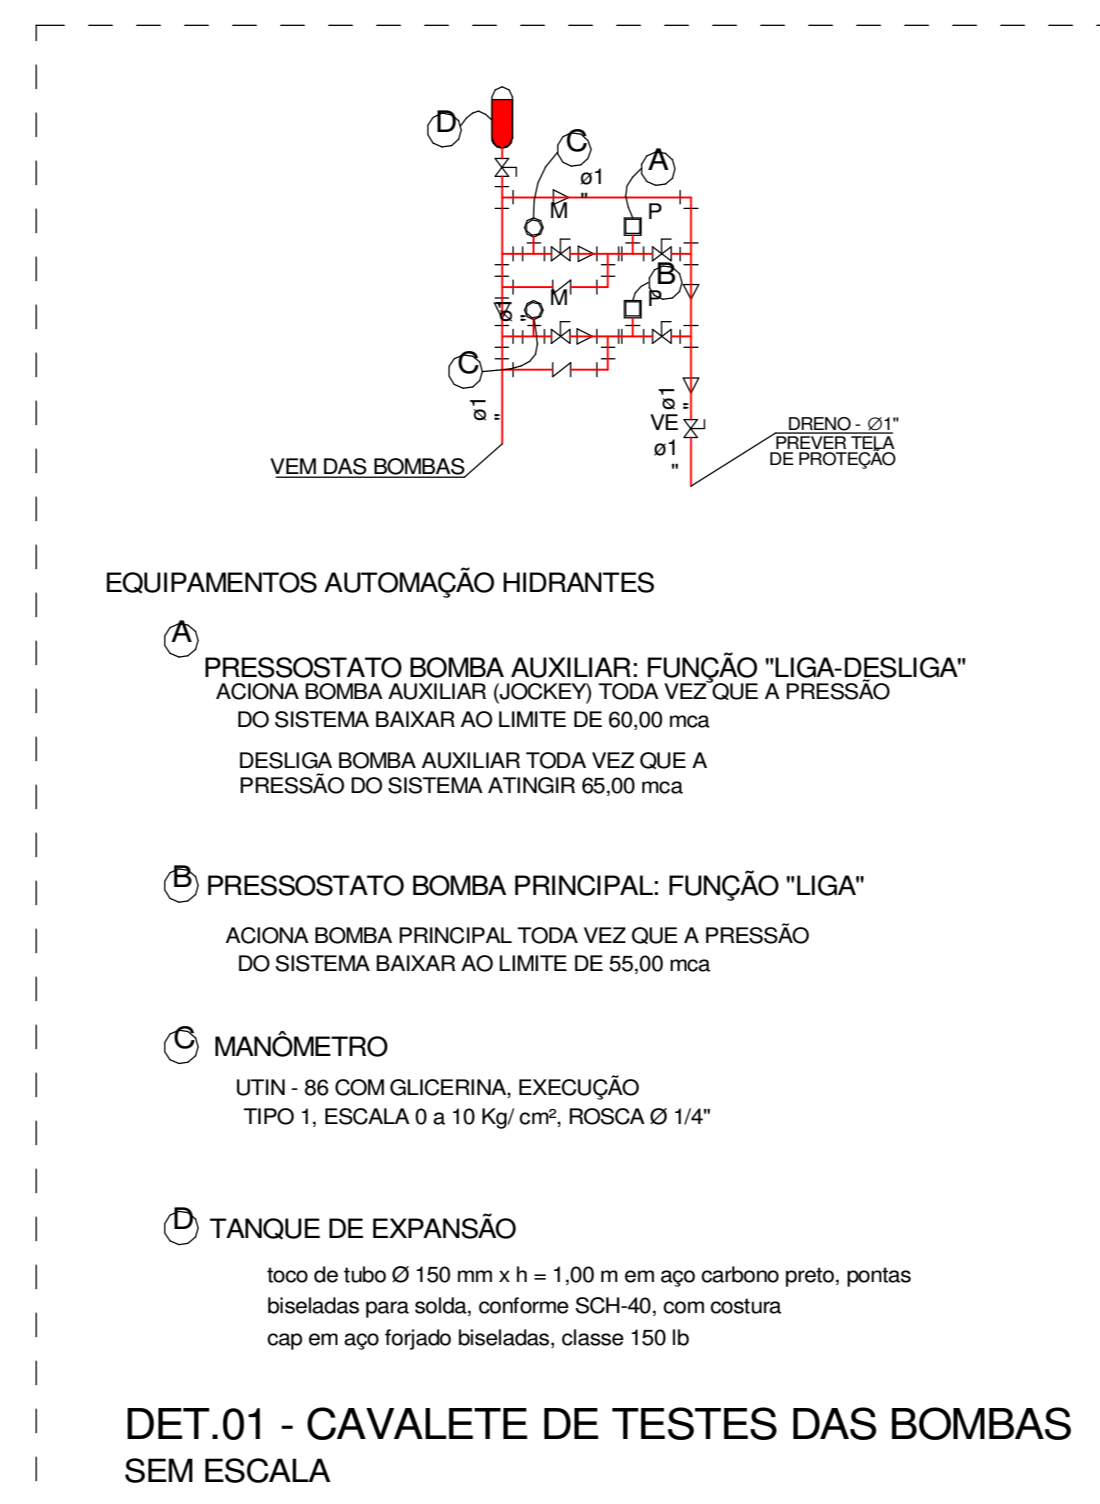 D
C
A
ø1
"
M
P
B
M
P
ø
"
C
ø1
"
ø1
"
VE
ø1
"
DRENO - Ø1"
PREVER TELA
DE PROTEÇÃO
VEM DAS BOMBAS
EQUIPAMENTOS AUTOMAÇÃO HIDRANTES
A
PRESSOSTATO BOMBA AUXILIAR: FUNÇÃO "LIGA-DESLIGA"
ACIONA BOMBA AUXILIAR (JOCKEY) TODA VEZ QUE A PRESSÃO
DO SISTEMA BAIXAR AO LIMITE DE 60,00 mca
DESLIGA BOMBA AUXILIAR TODA VEZ QUE A
PRESSÃO DO SISTEMA ATINGIR 65,00 mca
B PRESSOSTATO BOMBA PRINCIPAL: FUNÇÃO "LIGA"
ACIONA BOMBA PRINCIPAL TODA VEZ QUE A PRESSÃO
DO SISTEMA BAIXAR AO LIMITE DE 55,00 mca
C MANÔMETRO
UTIN - 86 COM GLICERINA, EXECUÇÃO
TIPO 1, ESCALA 0 a 10 Kg/ cm², ROSCA Ø 1/4"
D TANQUE DE EXPANSÃO
toco de tubo Ø 150 mm x h = 1,00 m em aço carbono preto, pontas
biseladas para solda, conforme SCH-40, com costura
cap em aço forjado biseladas, classe 150 lb
DET.01 - CAVALETE DE TESTES DAS BOMBAS
SEM ESCALA